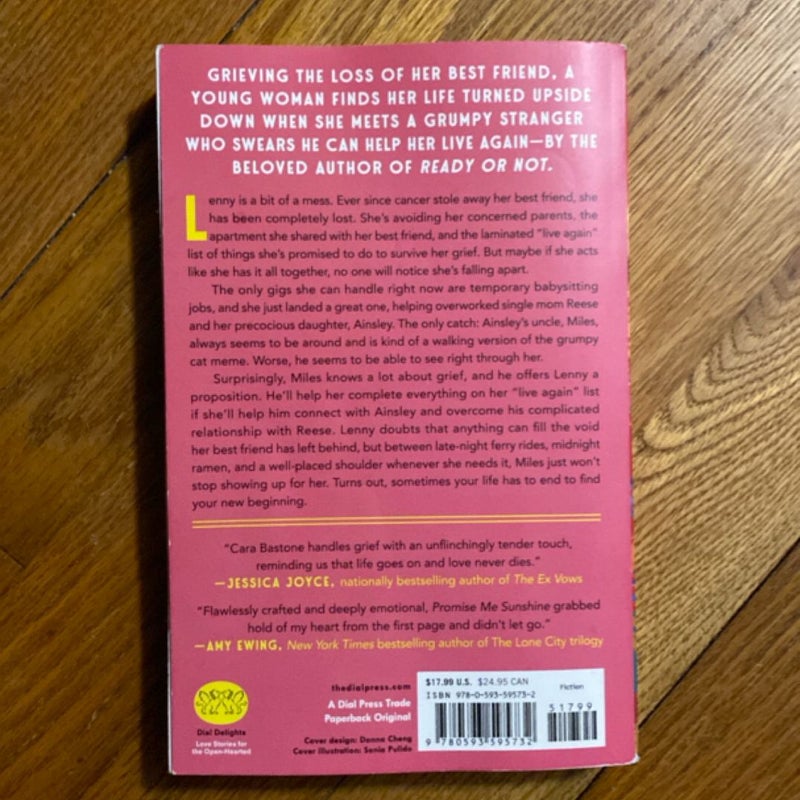 GRIEVING THE LOSS OF HER BEST FRIEND, A
YOUNG WOMAN FINDS HER LIFE TURNED UPSIDE
DOWN WHEN SHE MEETS A GRUMPY STRANGER
WHO SWEARS HE CAN HELP HER LIVE AGAIN—BY THE
BELOVED AUTHOR OF READY OR NOT.
Lenny is a bit of a mess. Ever since cancer stole away her best friend, she
has been completely lost. She's avoiding her concerned parents, the
apartment she shared with her best friend, and the laminated "live again"
list of things she's promised to do to survive her grief. But maybe if she acts
like she has it all together, no one will notice she's falling apart.
The only gigs she can handle right now are temporary babysitting
jobs, and she just landed a great one, helping overworked single mom Reese
and her precocious daughter, Ainsley. The only catch: Ainsley's uncle, Miles,
always seems to be around and is kind of a walking version of the grumpy
cat meme. Worse, he seems to be able to see right through her.
Surprisingly, Miles knows a lot about grief, and he offers Lenny a
proposition. He'll help her complete everything on her "live again" list
if she'll help him connect with Ainsley and overcome his complicated
relationship with Reese. Lenny doubts that anything can fill the void
her best friend has left behind, but between late-night ferry rides, midnight
ramen, and a well-placed shoulder whenever she needs it, Miles just won't
stop showing up for her. Turns out, sometimes your life has to end to find
your new beginning.
"Cara Bastone handles grief with an unflinchingly tender touch,
reminding us that life goes on and love never dies."
—JESSICA JOYCE, nationally bestselling author of The Ex Vows
"Flawlessly crafted and deeply emotional, Promise Me Sunshine grabbed
hold of my heart from the first page and didn't let go."
—AMY EWING, New York Times bestselling author of The Lone City trilogy
Dial Delights
Love Stories for
the Open-Hearted
thedialpress.com
A Dial Press Trade
Paperback Original
Cover design: Donna Cheng
Cover illustration: Sonia Pulido
$17.99 U.S. $24.95 CAN
ISBN 978-0-593-59573-2
Fiction
51799
9 780593 595732